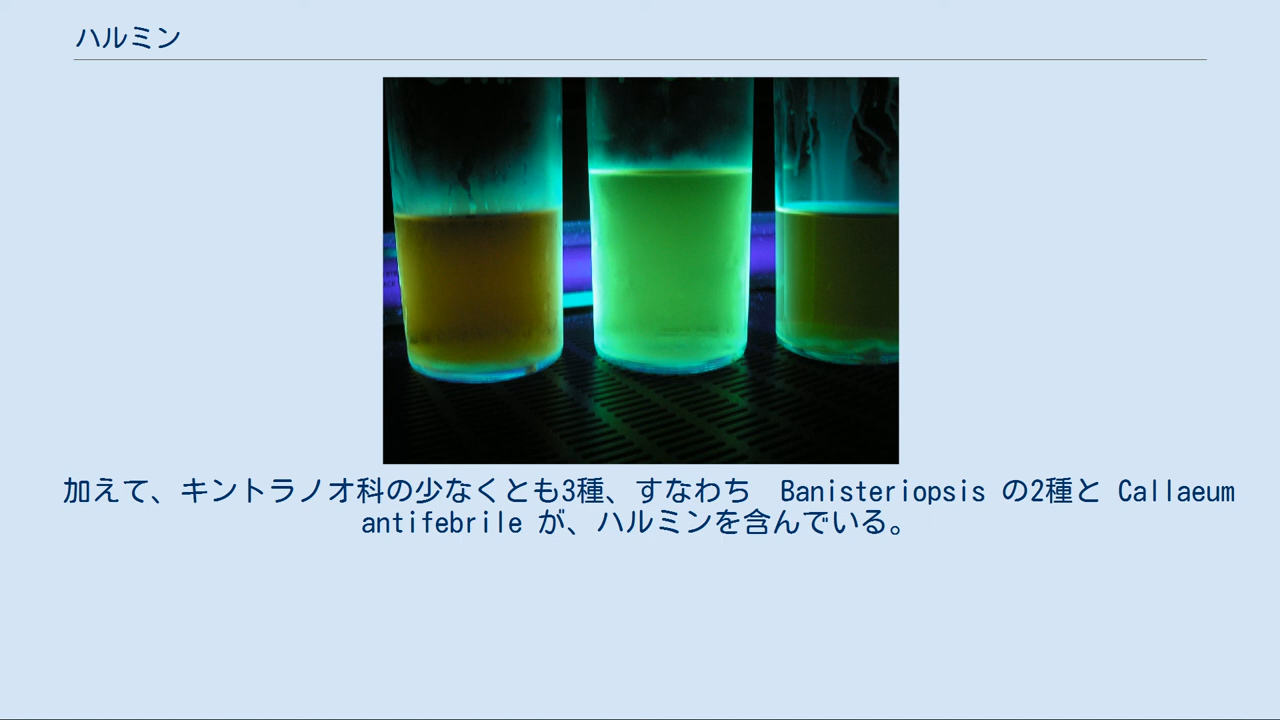 ハルミン
加えて、キントラノオ科の少なくとも3種、すなわち　Banisteriopsis の2種と Callaeum
antifebrile が、ハルミンを含んでいる。